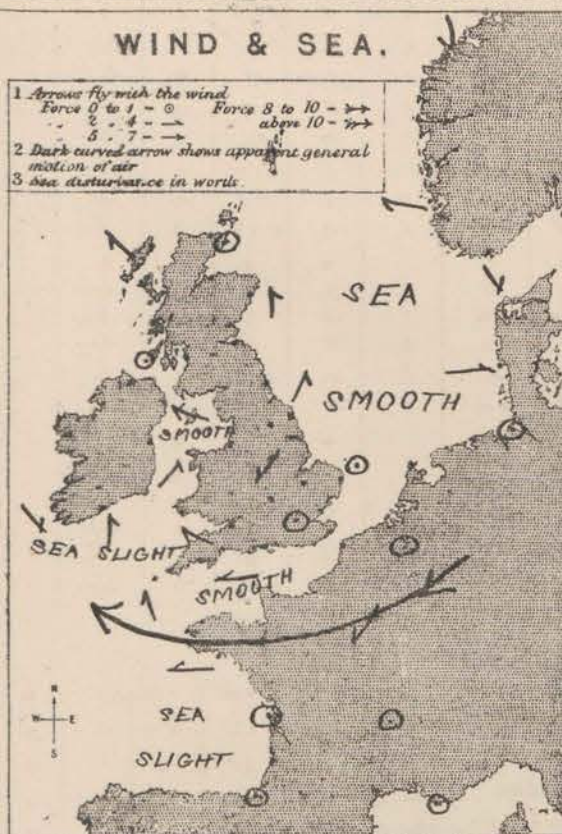 WIND & SEA.
1 Arrows fly with the wind
Force 0 to 1 - ⊙ Force 8 to 10 -
" 2 " 4 - above 10 -
" 5 " 7 -
2 Dark curved arrow shows apparent general
motion of air
3 Sea disturbance in words.
SEA
SMOOTH
SMOOTH
SEA SLIGHT
SMOOTH
N
W E
S
SEA
SLIGHT